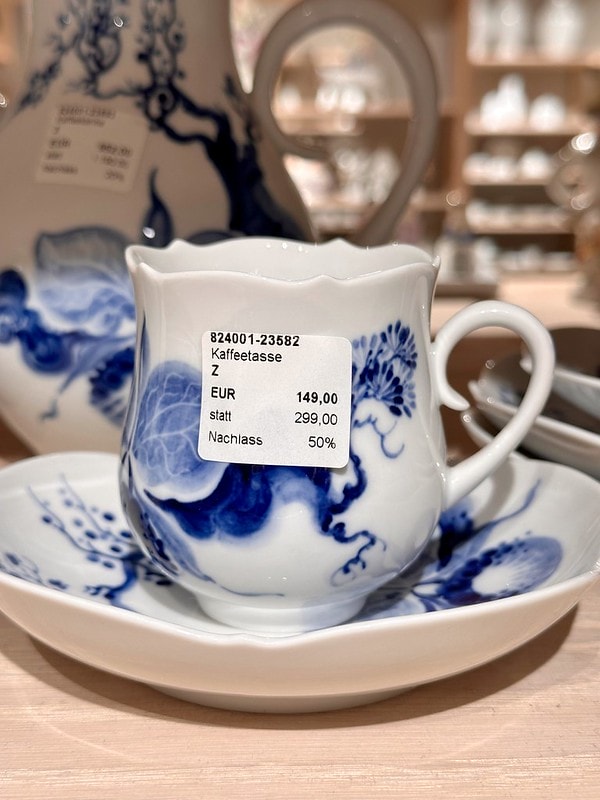 824001-23582
Kaffeetasse
Z
EUR 149,00
statt 299,00
Nachlass 50%